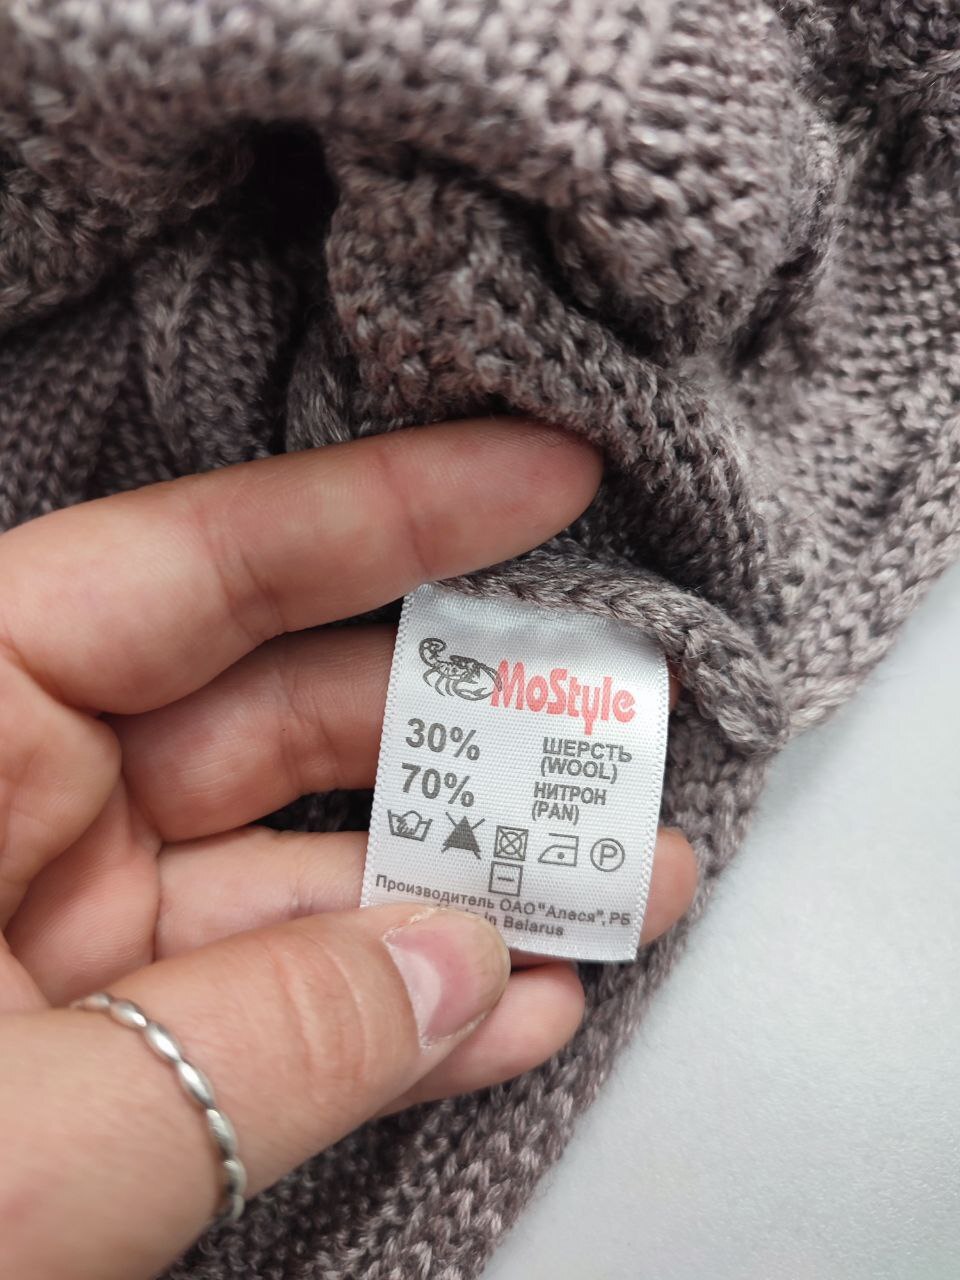 MoStyle
30% ШЕРСТЬ
(WOOL)
70% НИТРОН
(PAN)
P
Производитель ОАО "Алеся", РБ
in Belarus